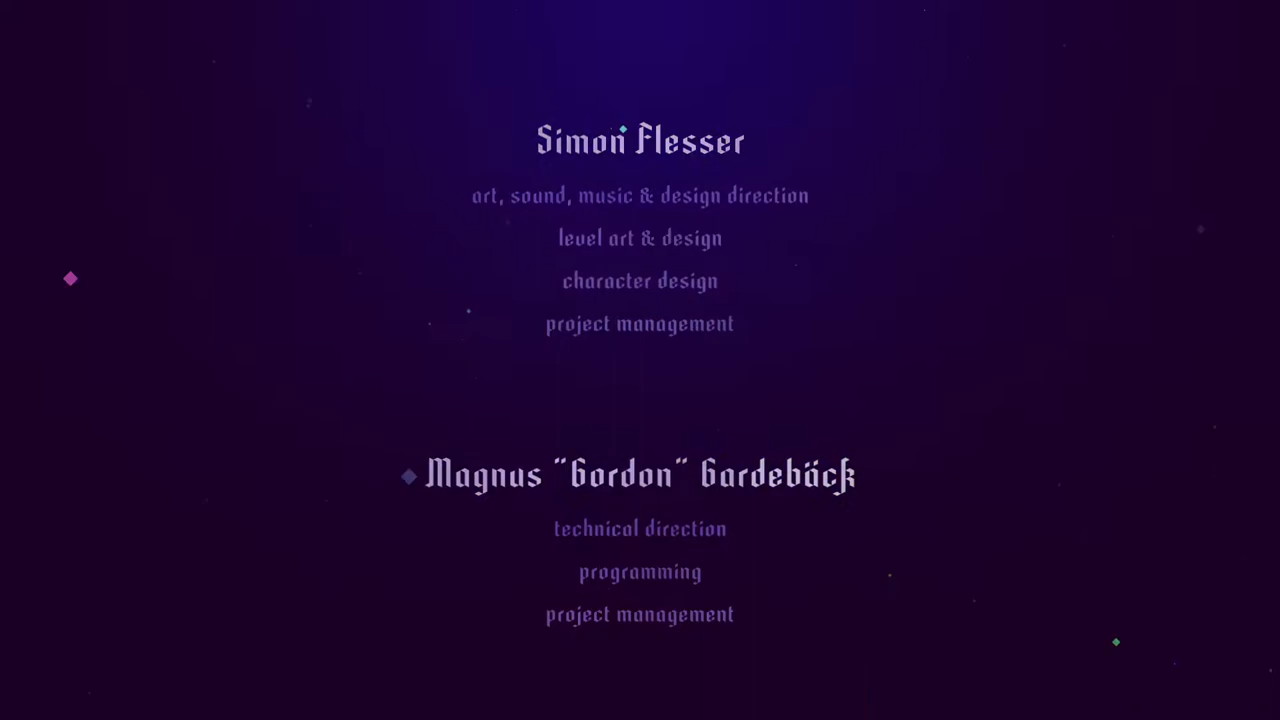 Simon Flesser
art, sound, music & design direction
level art & design
character design
project management
Magnus "Gordon" Gardebäck
technical direction
programming
project management